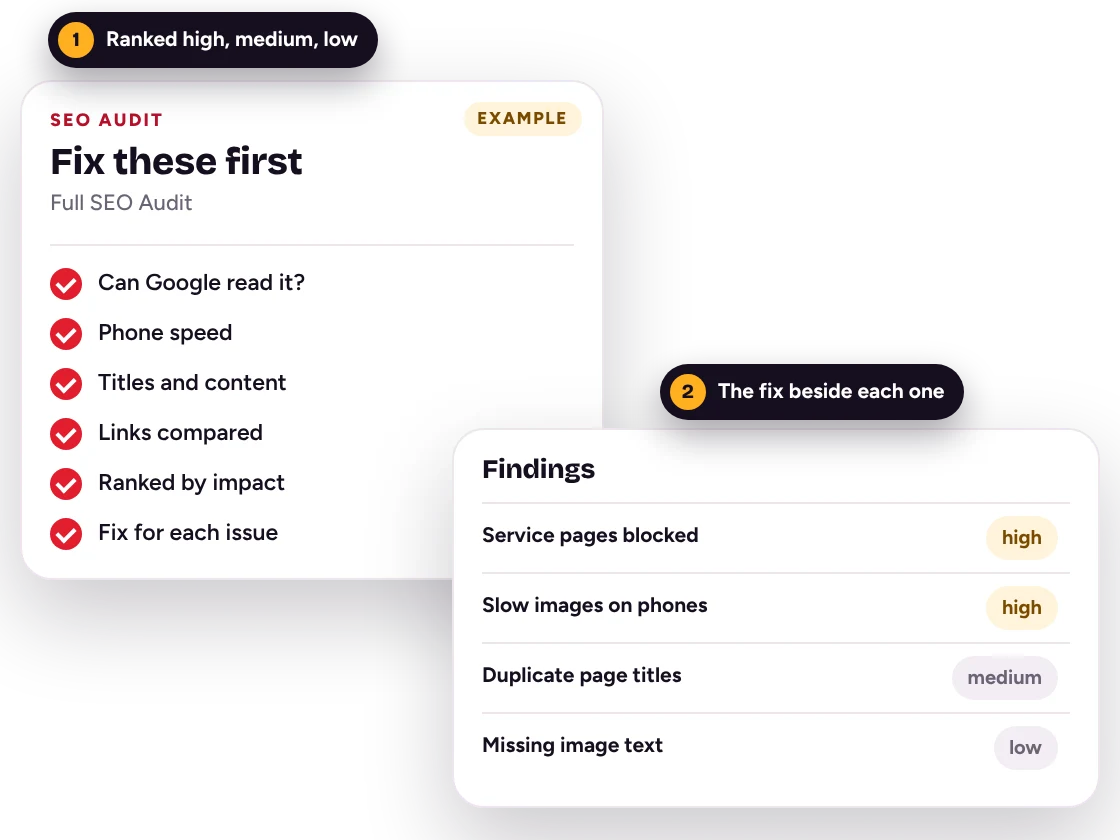 1 Ranked high, medium, low
SEO AUDIT
EXAMPLE
Fix these first
Full SEO Audit
Can Google read it?
Phone speed
Titles and content
Links compared
Ranked by impact
Fix for each issue
2 The fix beside each one
Findings
Service pages blocked high
Slow images on phones high
Duplicate page titles medium
Missing image text low